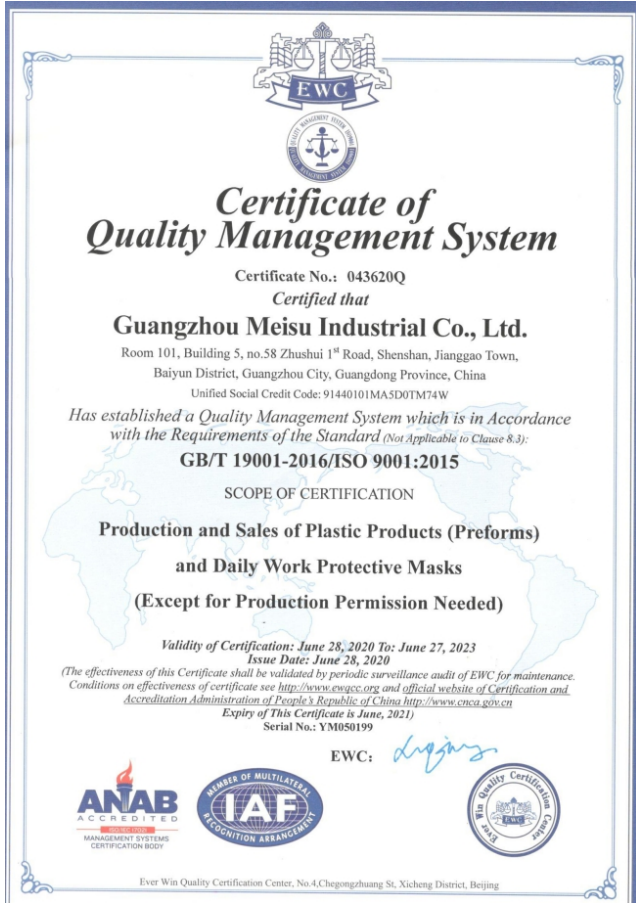 EWC
QUALITY MANAGEMENT SYSTEM
Certificate of
Quality Management System
Certificate No.: 043620Q
Certified that
Guangzhou Meisu Industrial Co., Ltd.
Room 101, Building 5, no.58 Zhushui 1st Road, Shenshan, Jianggao Town,
Baiyun District, Guangzhou City, Guangdong Province, China
Unified Social Credit Code: 91440101MA5D0TM74W
Has established a Quality Management System which is in Accordance
with the Requirements of the Standard (Not Applicable to Clause 8.3):
GB/T 19001-2016/ISO 9001:2015
SCOPE OF CERTIFICATION
Production and Sales of Plastic Products (Preforms)
and Daily Work Protective Masks
(Except for Production Permission Needed)
Validity of Certification: June 28, 2020 To: June 27, 2023
Issue Date: June 28, 2020
(The effectiveness of this Certificate shall be validated by periodic surveillance audit of EWC for maintenance.
Conditions on effectiveness of certificate see http://www.ewqcc.org and official website of Certification and
Accreditation Administration of People's Republic of China http://www.cnca.gov.cn
Expiry of This Certificate is June, 2021)
Serial No.: YM050199
EWC:
ANAB
ACCREDITED
ISO/IEC 17021
MANAGEMENT SYSTEMS
CERTIFICATION BODY
MEMBER OF MULTILATERAL
IAF
RECOGNITION ARRANGEMENT
Ever Win Quality Certification Center
EWC
Ever Win Quality Certification Center, No.4,Chegongzhuang St, Xicheng District, Beijing